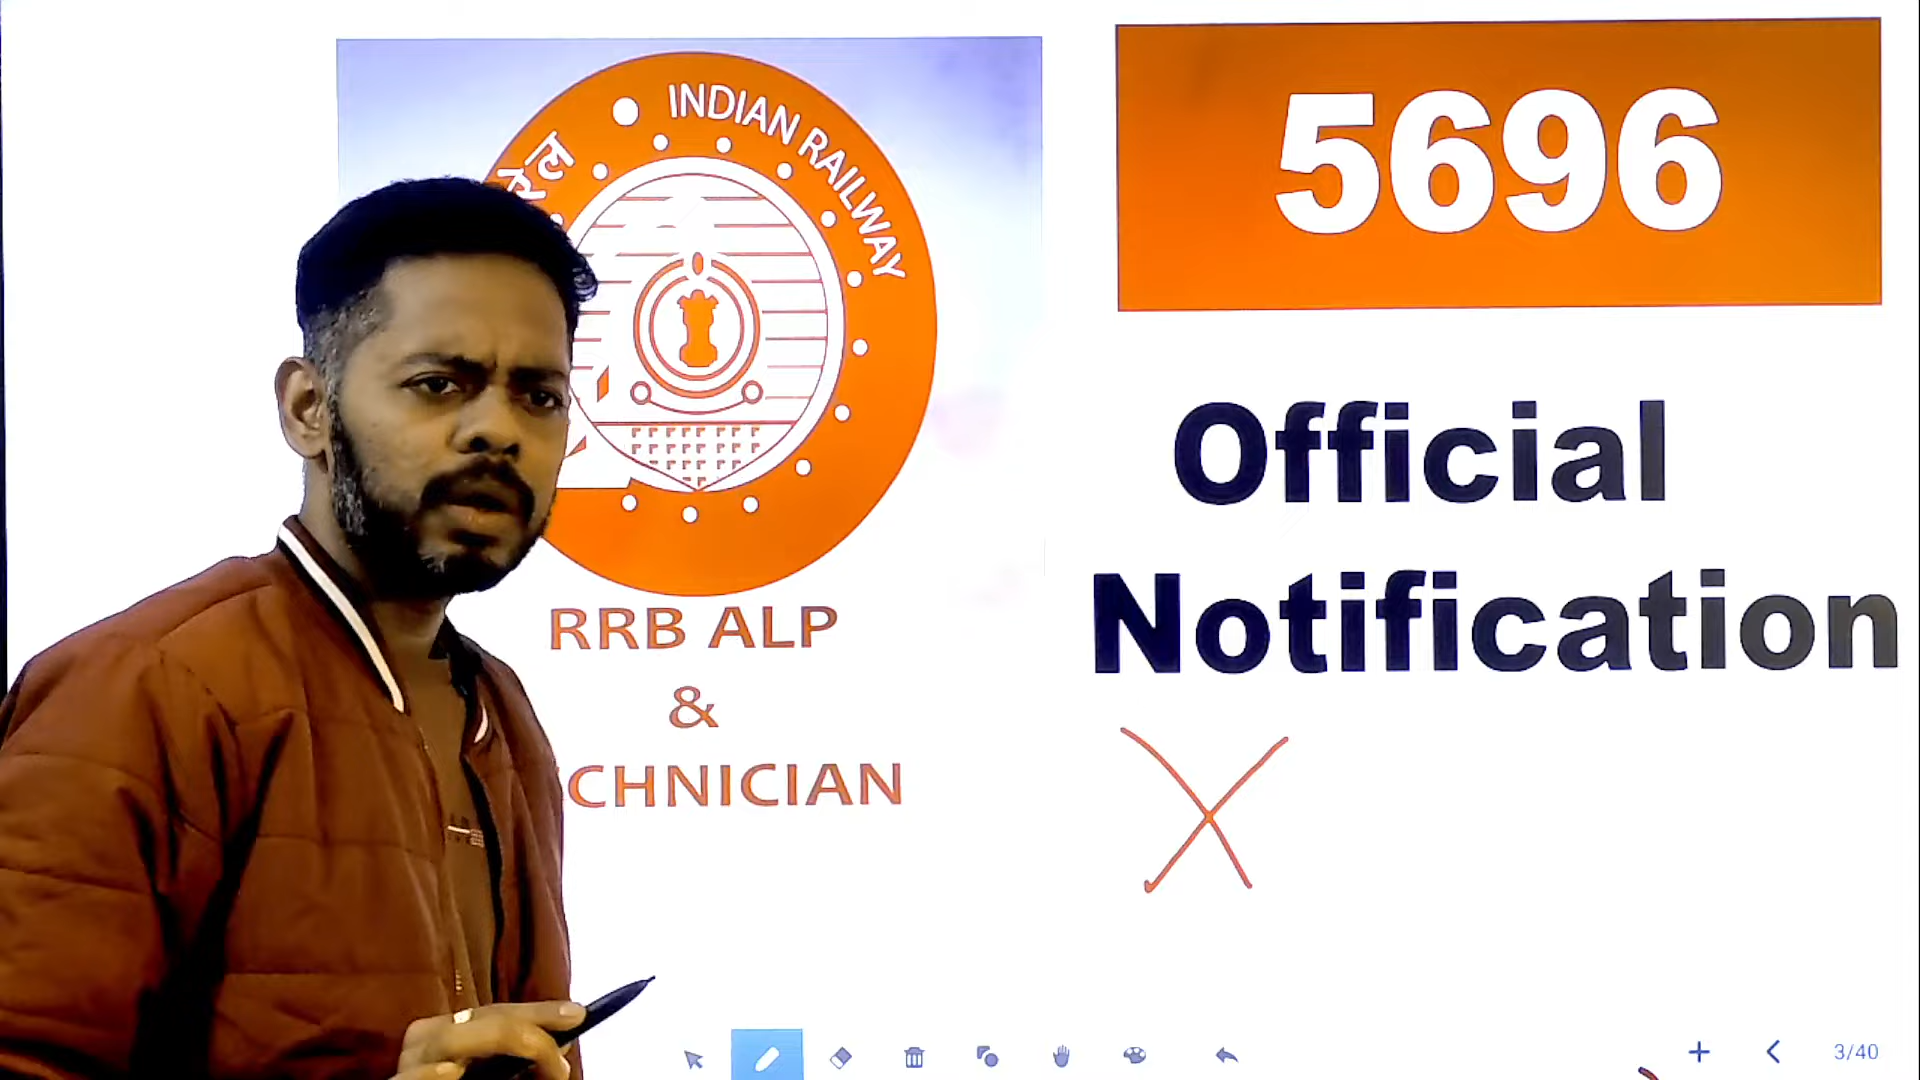 रेल
INDIAN RAILWAY
RRB ALP
&
CHNICIAN
5696
Official
Notification
3/40